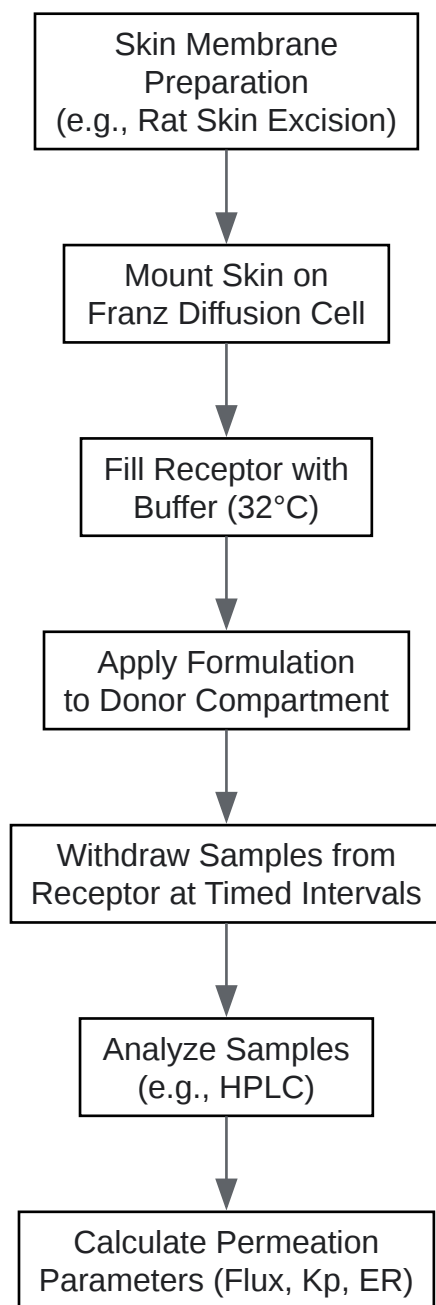 Skin Membrane
Preparation
(e.g., Rat Skin Excision)
Mount Skin on
Franz Diffusion Cell
Fill Receptor with
Buffer (32°C)
Apply Formulation
to Donor Compartment
Withdraw Samples from
Receptor at Timed Intervals
Analyze Samples
(e.g., HPLC)
Calculate Permeation
Parameters (Flux, Kp, ER)